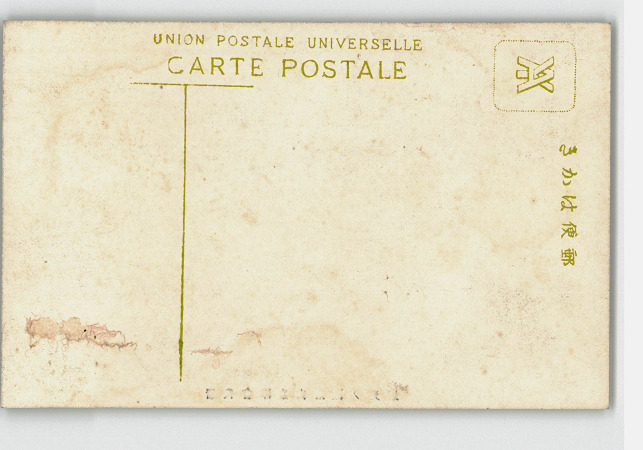 UNION POSTALE UNIVERSELLE
CARTE POSTALE
郵便はかき